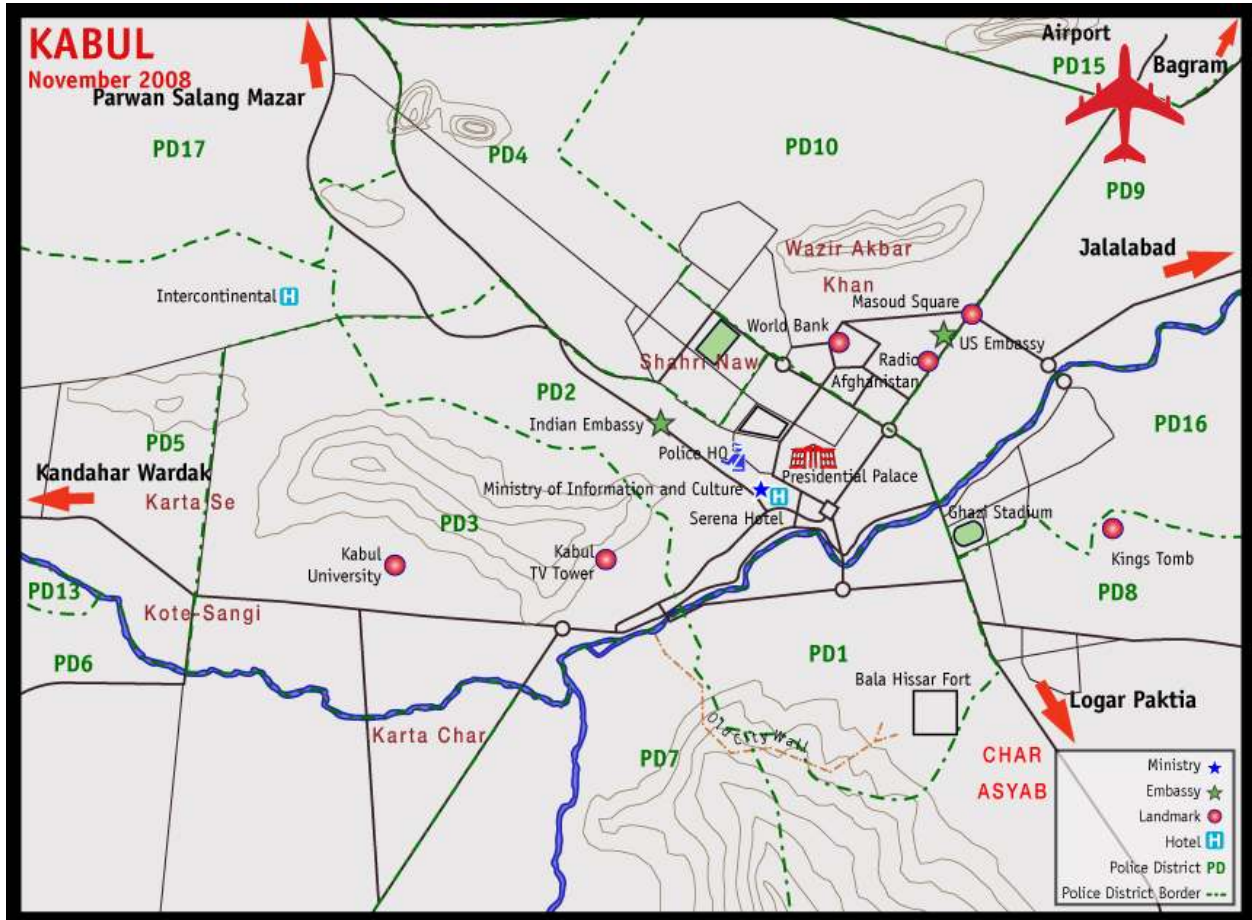 KABUL
November 2008
Parwan Salang Mazar
Airport
PD15
Bagram
PD17
PD4
PD10
PD9
Jalalabad
Wazir Akbar
Khan
Intercontinental H
Masoud Square
World Bank
US Embassy
Shahri Naw
Radio
Afghanistan
PD2
Indian Embassy
PD16
PD5
Police HQ
Kandahar Wardak
Presidential Palace
Ministry of Information and Culture
H
Karta Se
PD3
Serena Hotel
Ghazi Stadium
Kabul
University
Kabul
TV Tower
Kings Tomb
PD13
PD8
Kote-Sangi
PD6
PD1
Bala Hissar Fort
Logar Paktia
Karta Char
Old City Wall
PD7
CHAR
ASYAB
Ministry
Embassy
Landmark
Hotel H
Police District PD
Police District Border